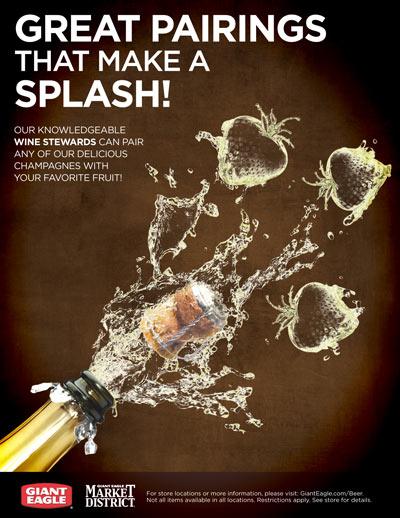 GREAT PAIRINGS
THAT MAKE A
SPLASH!
OUR KNOWLEDGEABLE
WINE STEWARDS CAN PAIR
ANY OF OUR DELICIOUS
CHAMPAGNES WITH
YOUR FAVORITE FRUIT!
GIANT
EAGLE
GIANT EAGLE
MARKET
DISTRICT
For store locations or more information, please visit: GiantEagle.com/Beer.
Not all items available in all locations. Restrictions apply. See store for details.